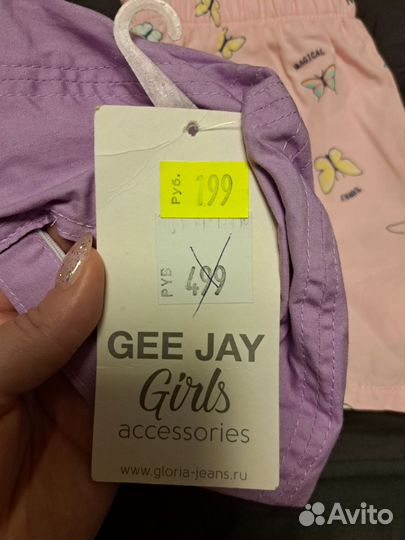 MAGICAL
Руб. 199
РУБ 499
GEE JAY
Girls
accessories
www.gloria-jeans.ru
Avito